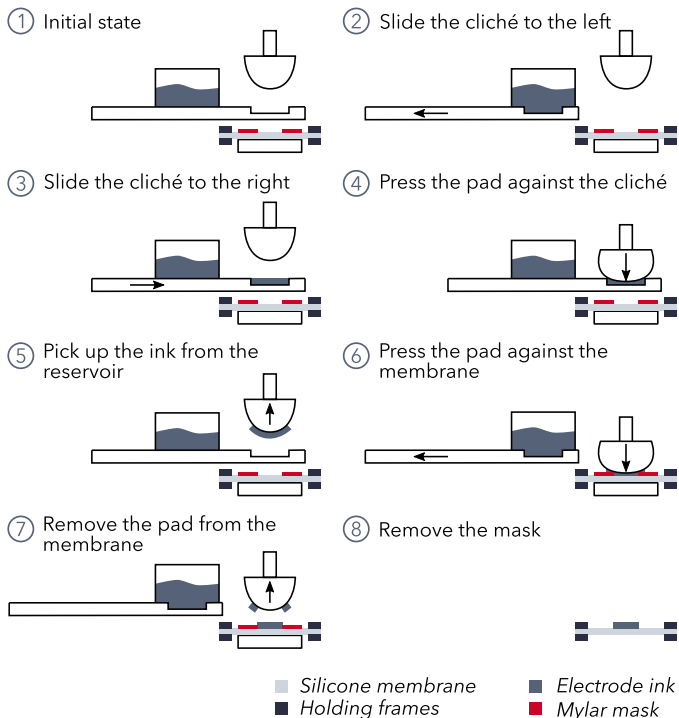 1 Initial state
2 Slide the cliché to the left
3 Slide the cliché to the right
4 Press the pad against the cliché
5 Pick up the ink from the
reservoir
6 Press the pad against the
membrane
7 Remove the pad from the
membrane
8 Remove the mask
Silicone membrane
Electrode ink
Holding frames
Mylar mask